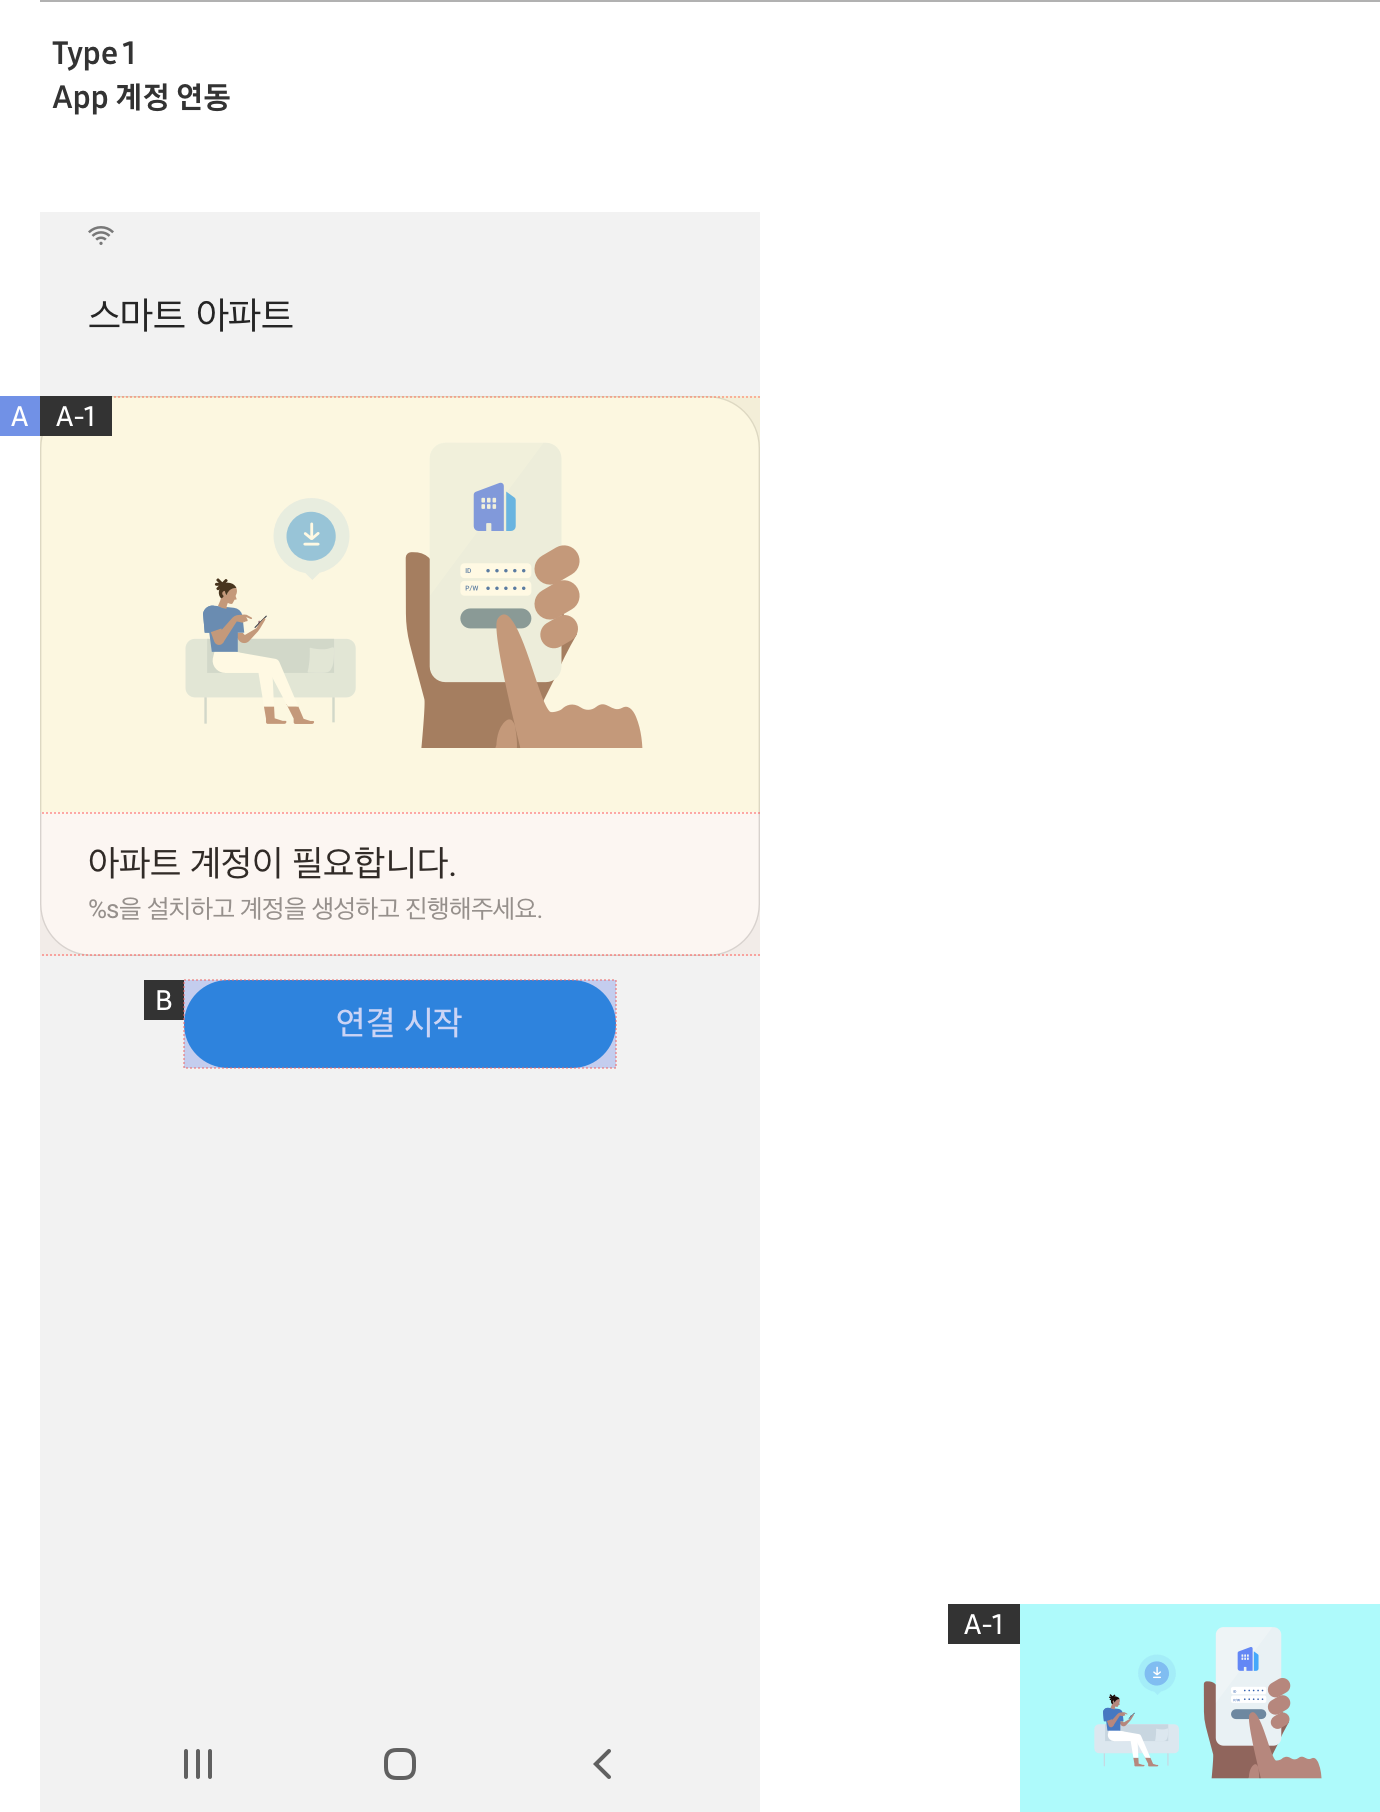 Type 1
App 계정 연동
스마트 아파트
A
A-1
ID
P/W
아파트 계정이 필요합니다.
%s을 설치하고 계정을 생성하고 진행해주세요.
B
연결 시작
A-1